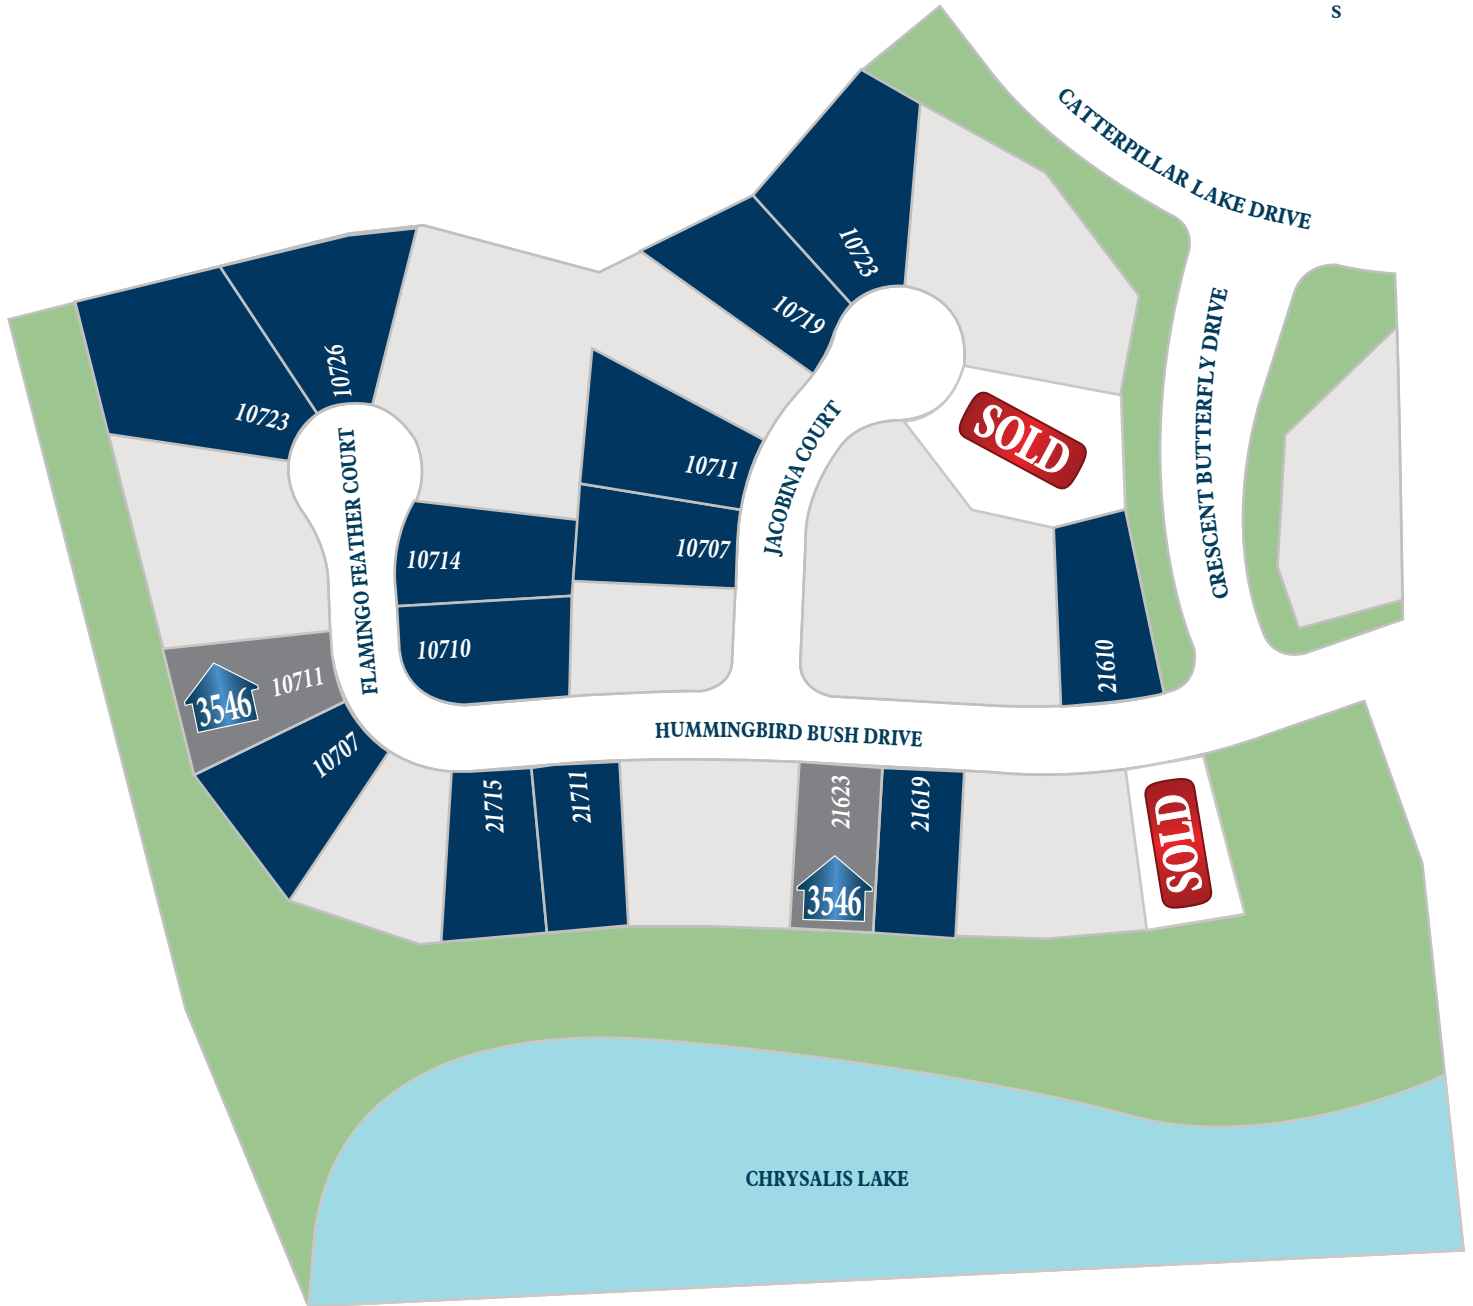 S
CATTERPILLAR LAKE DRIVE
10723
10719
CRESCENT BUTTERFLY DRIVE
10726
10723
FLAMINGO FEATHER COURT
JACOBINA COURT
SOLD
10711
10707
10714
10710
21610
10711
3546
10707
HUMMINGBIRD BUSH DRIVE
21715
21711
21623
3546
21619
SOLD
CHRYSALIS LAKE